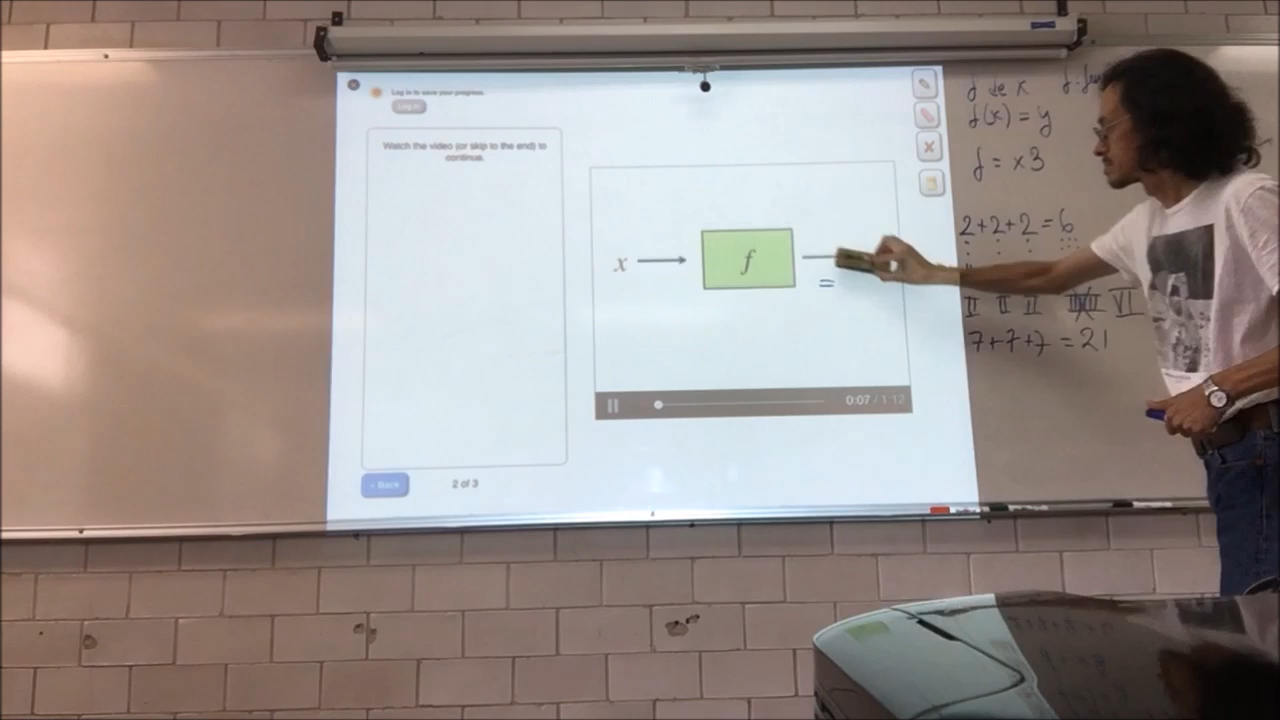 Log in to save your progress.
Log in
Watch the video (or skip to the end) to
continue.
x → f
=
0:07 / 1:12
‹ Back
2 of 3
f de x
f(x) = y
f = x3
2+2+2=6
II II II VI
7+7+7=21